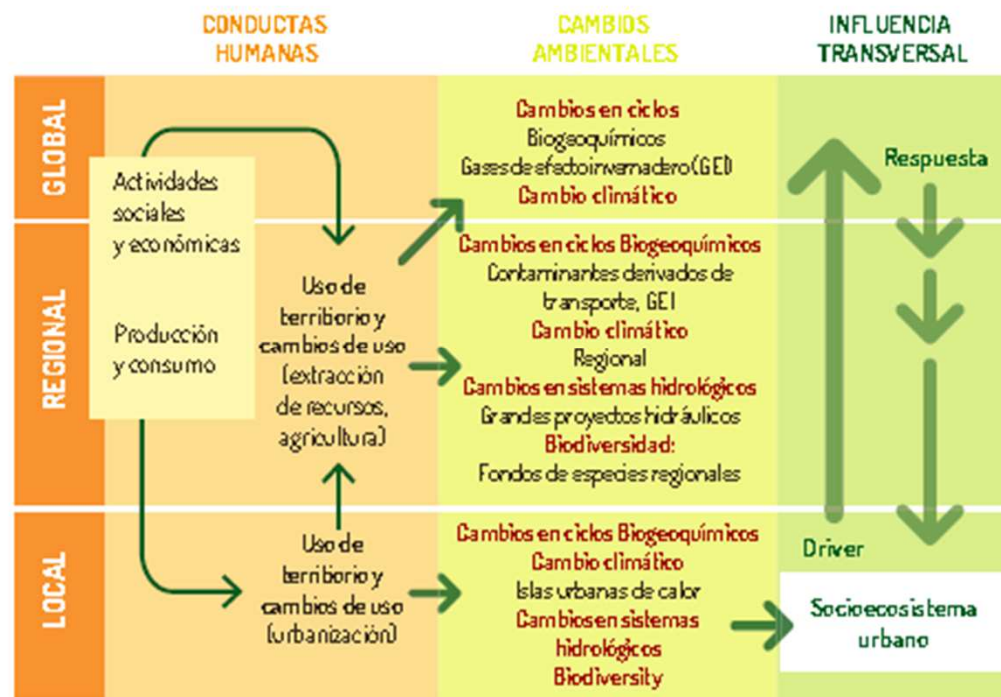 CONDUCTAS
HUMANAS
CAMBIOS
AMBIENTALES
INFLUENCIA
TRANSVERSAL
GLOBAL
Actividades
sociales
y económicas
Producción
y consumo
Cambios en ciclos
Biogeoquímicos
Gases de efecto invernadero (GEI)
Cambio climático
Respuesta
REGIONAL
Uso de
territorio y
cambios de uso
(extracción
de recursos,
agricultura)
Cambios en ciclos Biogeoquímicos
Contaminantes derivados de
transporte, GEI
Cambio climático
Regional
Cambios en sistemas hidrológicos
Grandes proyectos hidráulicos
Biodiversidad:
Fondos de especies regionales
LOCAL
Uso de
territorio y
cambios de uso
(urbanización)
Cambios en ciclos Biogeoquímicos
Cambio climático
Islas urbanas de calor
Cambios en sistemas
hidrológicos
Biodiversity
Driver
Socioecosistema
urbano